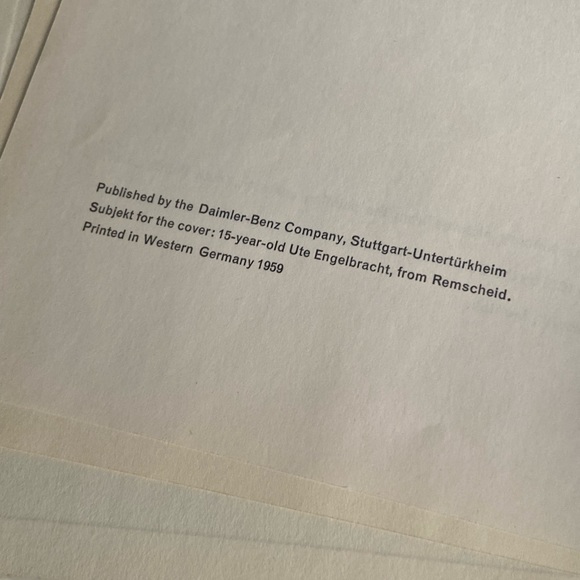 Published by the Daimler-Benz Company, Stuttgart-Untertürkheim
Subjekt for the cover: 15-year-old Ute Engelbracht, from Remscheid.
Printed in Western Germany 1959